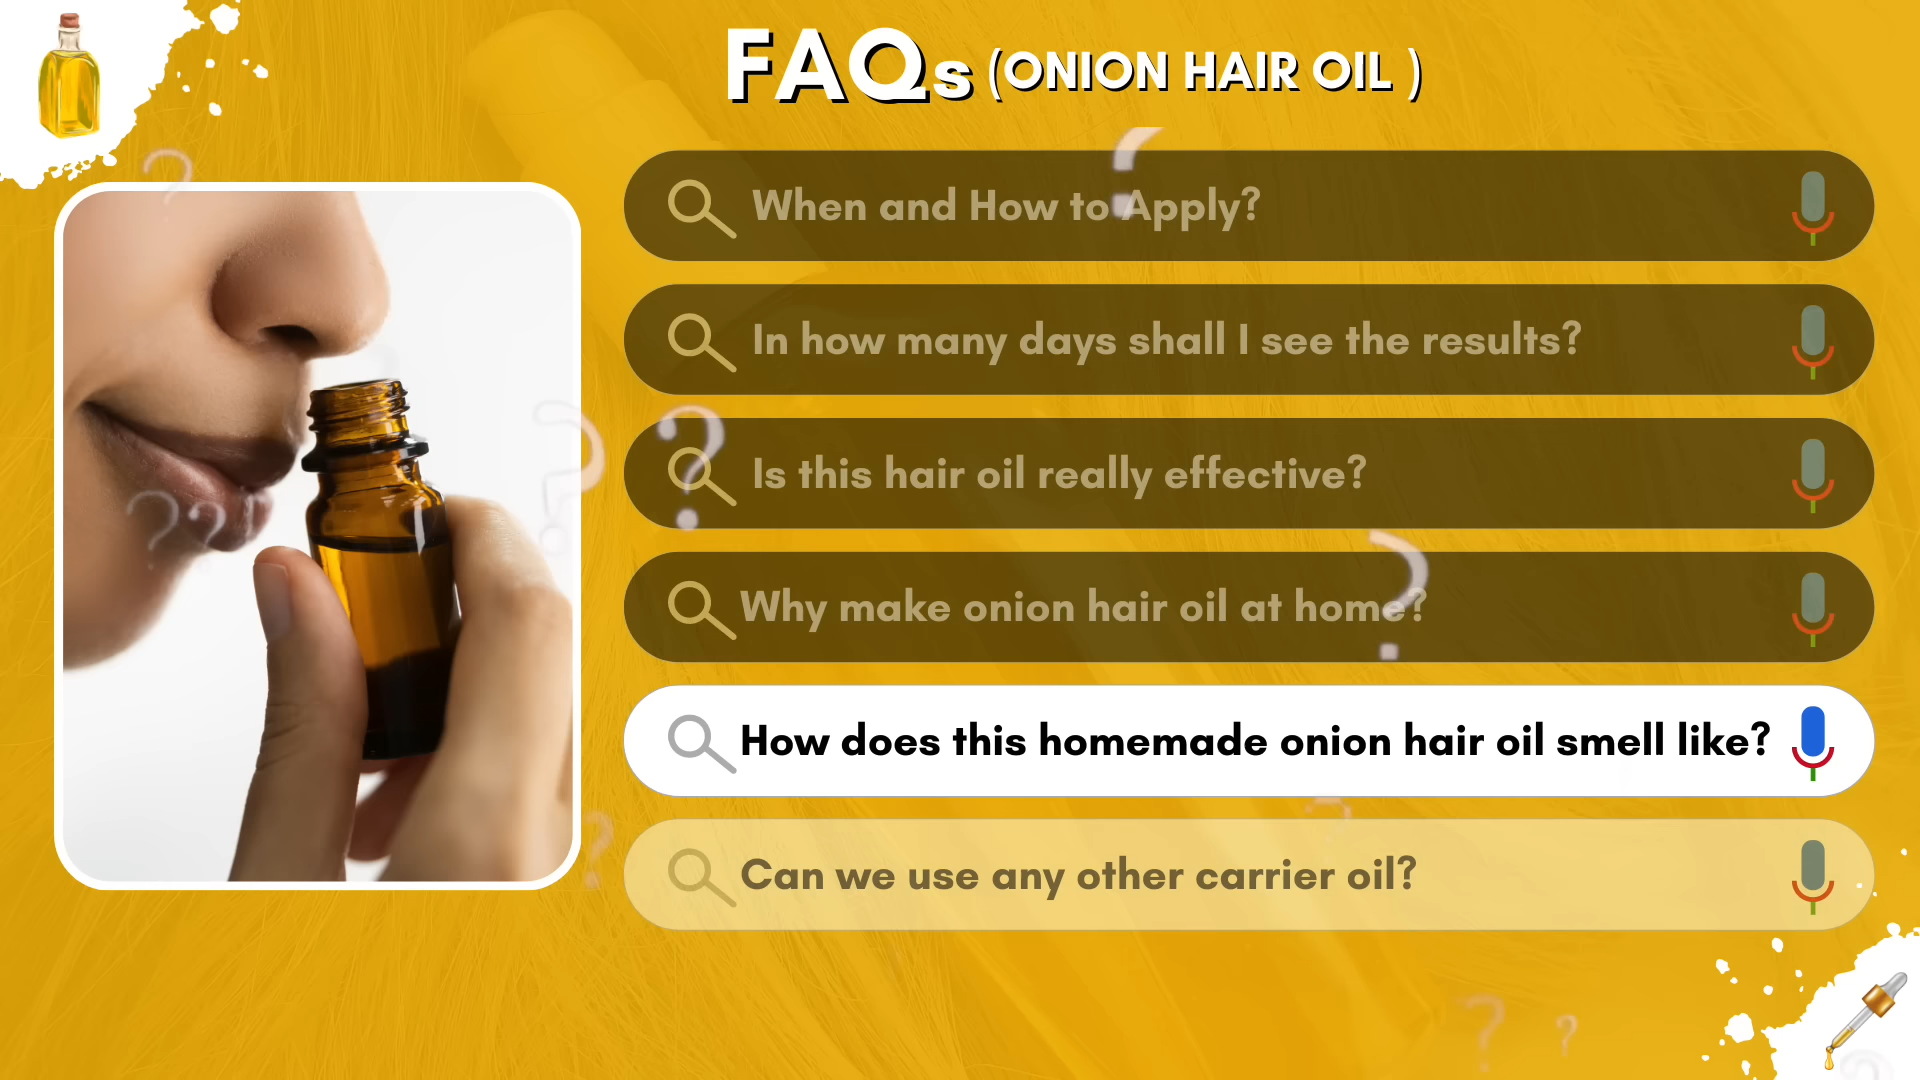 FAQs (ONION HAIR OIL )
When and How to Apply?
In how many days shall I see the results?
Is this hair oil really effective?
Why make onion hair oil at home?
How does this homemade onion hair oil smell like?
Can we use any other carrier oil?